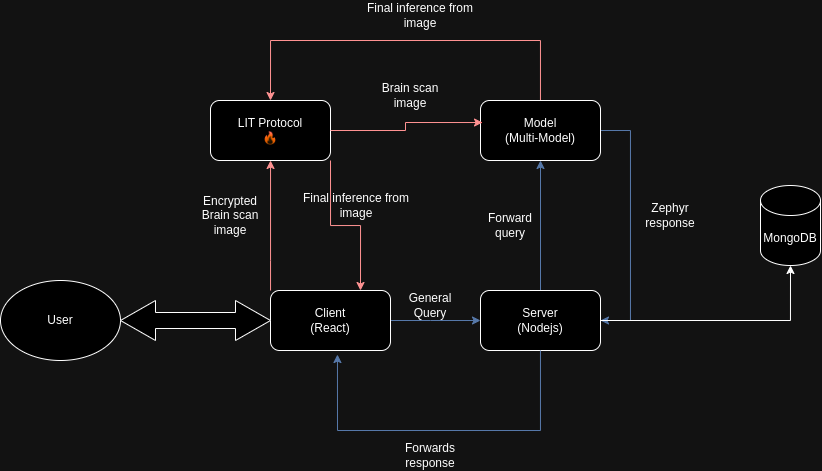 Final inference from
image
Brain scan
image
LIT Protocol
🔥
Model
(Multi-Model)
Encrypted
Brain scan
image
Final inference from
image
Forward
query
Zephyr
response
MongoDB
User
Client
(React)
General
Query
Server
(Nodejs)
Forwards
response